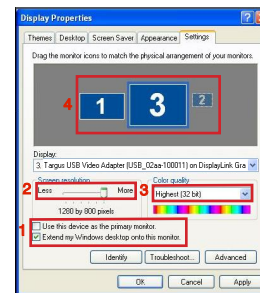 Display Properties
Themes Desktop Screen Saver Appearance Settings
Drag the monitor icons to match the physical arrangement of your monitors.
4 1 3 2
Display:
3. Targus USB Video Adapter (USB_02aa-100011) on DisplayLink Gra
Screen resolution
Color quality
2 Less More 3 Highest (32 bit)
1280 by 800 pixels
1
Use this device as the primary monitor.
Extend my Windows desktop onto this monitor.
Identify Troubleshoot... Advanced
OK Cancel Apply